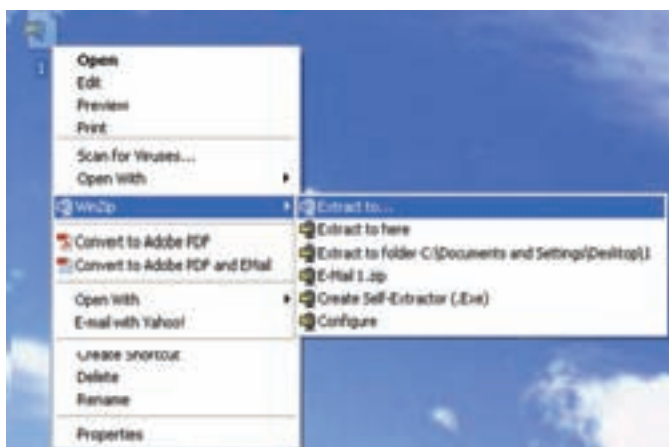 1
Open
Edit
Preview
Print
Scan for Viruses...
Open With
WinZip
Convert to Adobe PDF
Convert to Adobe PDF and EMail
Open With
E-mail with Yahoo!
Create Shortcut
Delete
Rename
Properties
Extract to...
Extract to here
Extract to folder C:\Documents and Settings\Desktop\1
E-Mail 1.zip
Create Self-Extractor (.Exe)
Configure